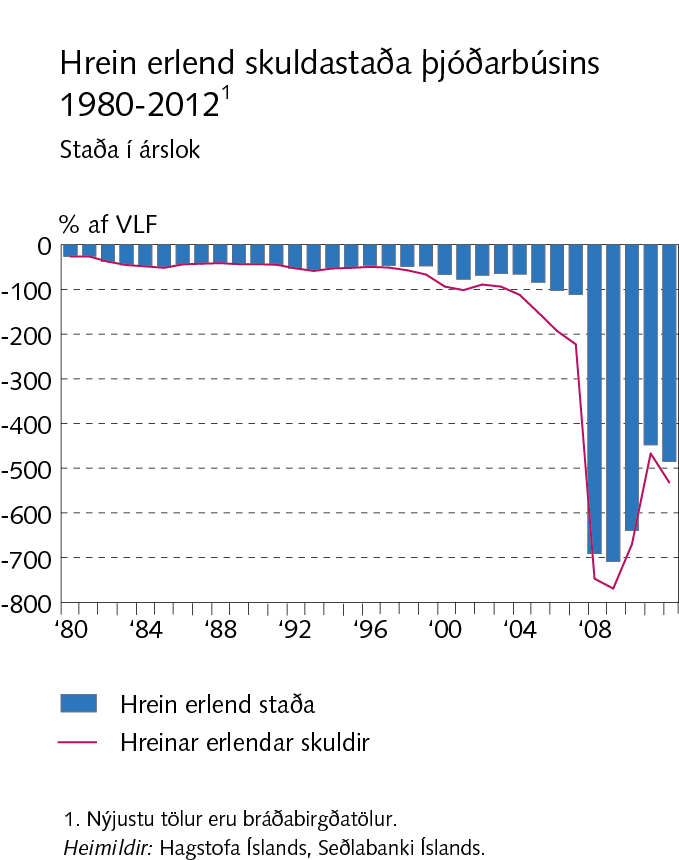 Hrein erlend skuldastaða þjóðarbúsins
1980-2012¹
Staða í árslok
% af VLF
0
-100
-200
-300
-400
-500
-600
-700
-800
‘80 ‘84 ‘88 ‘92 ‘96 ‘00 ‘04 ‘08
Hrein erlend staða
Hreinar erlendar skuldir
1. Nýjustu tölur eru bráðabirgðatölur.
Heimildir: Hagstofa Íslands, Seðlabanki Íslands.